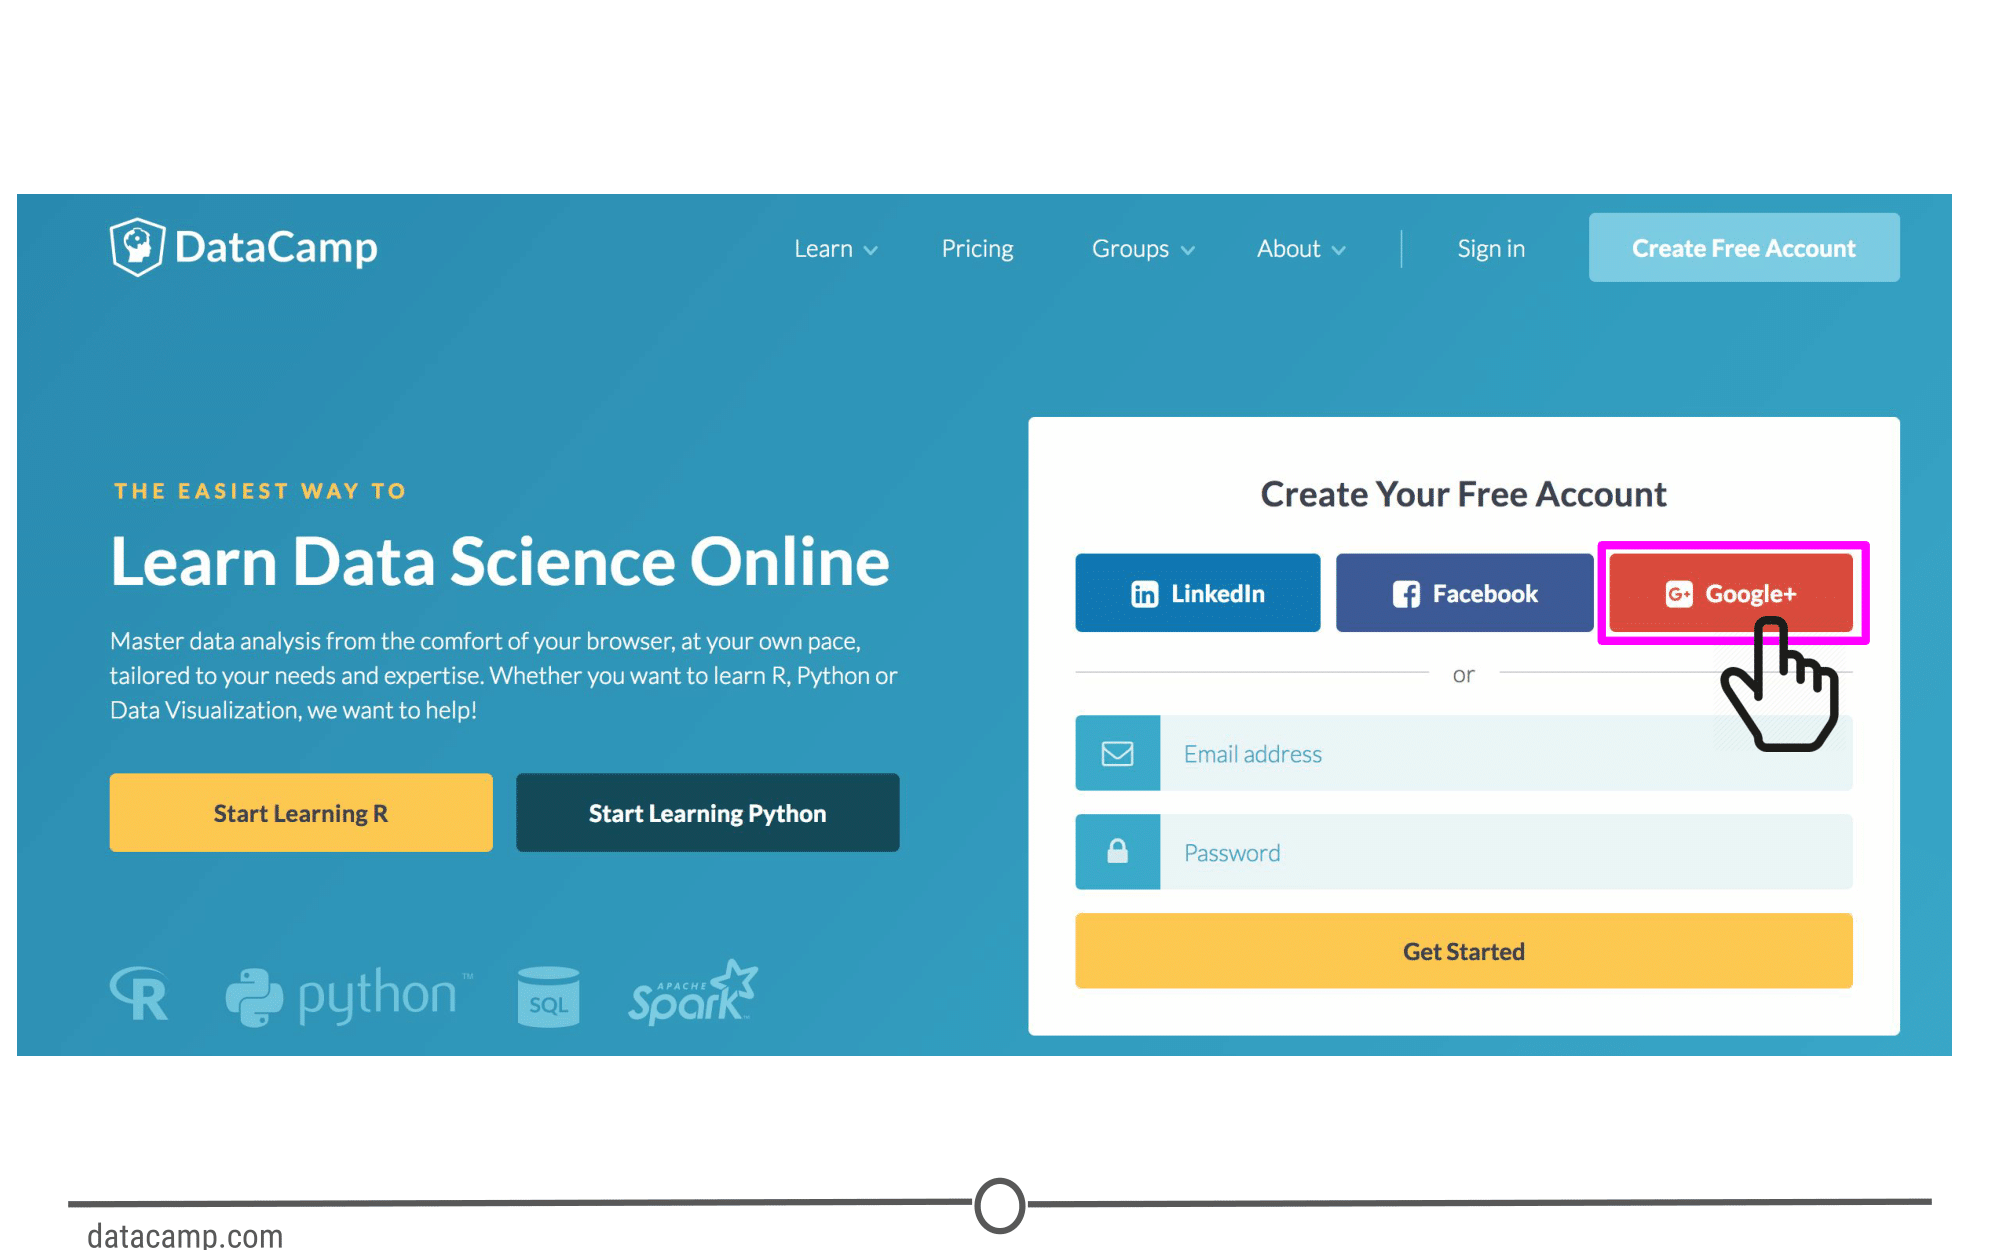 DataCamp
Learn Pricing Groups About Sign in Create Free Account
THE EASIEST WAY TO
Learn Data Science Online
Master data analysis from the comfort of your browser, at your own pace,
tailored to your needs and expertise. Whether you want to learn R, Python or
Data Visualization, we want to help!
Start Learning R Start Learning Python
R python™ SQL APACHE Spark™
Create Your Free Account
in LinkedIn f Facebook G+ Google+
or
Email address
Password
Get Started
datacamp.com